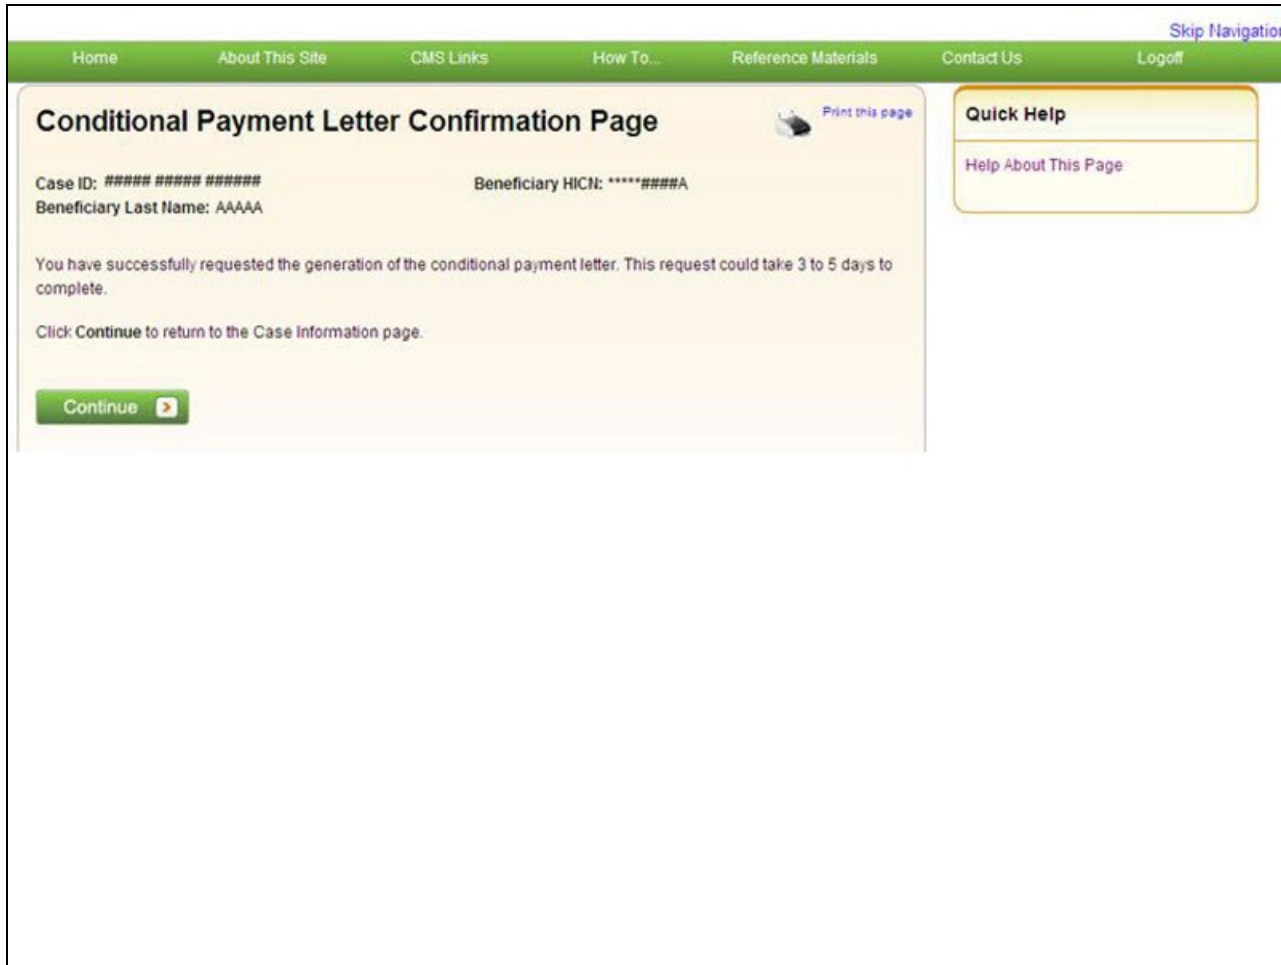 Skip Navigation
Home About This Site CMS Links How To... Reference Materials Contact Us Logoff
Conditional Payment Letter Confirmation Page
Print this page
Case ID: ##### ##### ###### Beneficiary HICN: *****####A
Beneficiary Last Name: AAAAA
You have successfully requested the generation of the conditional payment letter. This request could take 3 to 5 days to
complete.
Click Continue to return to the Case Information page.
Continue
Quick Help
Help About This Page